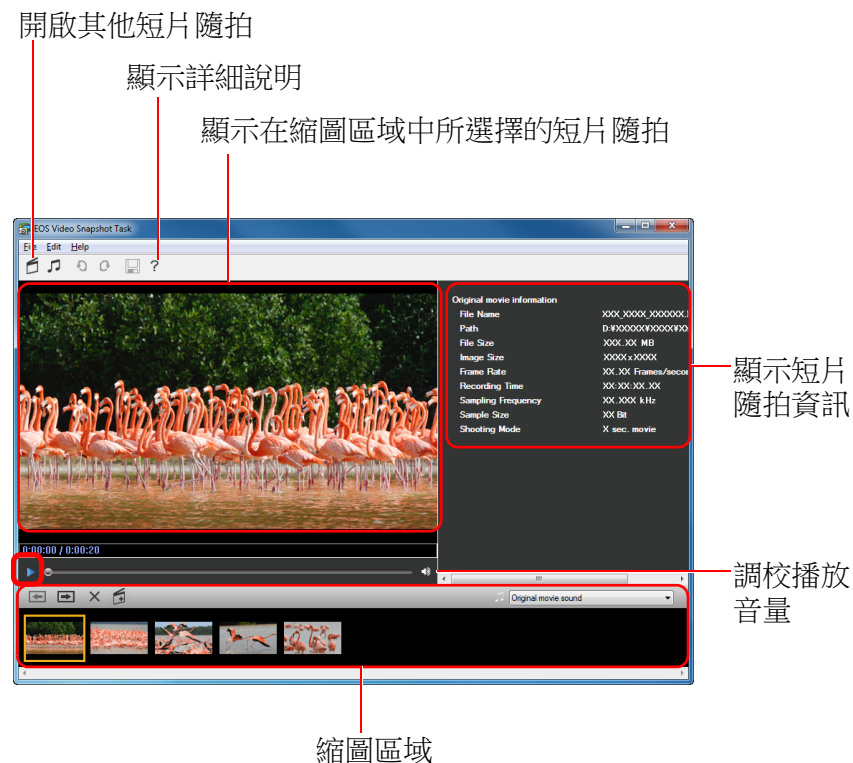 開啟其他短片隨拍
顯示詳細說明
顯示在縮圖區域中所選擇的短片隨拍
EOS Video Snapshot Task
File Edit Help
?
Original movie information
File Name XXX_XXXX_XXXXXX.
Path D:¥XXXXX¥XXXX¥XX
File Size XXX.XX MB
Image Size XXXX x XXXX
Frame Rate XX.XX Frames/secon
Recording Time XX:XX:XX.XX
Sampling Frequency XX.XXX kHz
Sample Size XX Bit
Shooting Mode X sec. movie
顯示短片
隨拍資訊
0:00:00 / 0:00:20
調校播放
音量
Original movie sound
縮圖區域